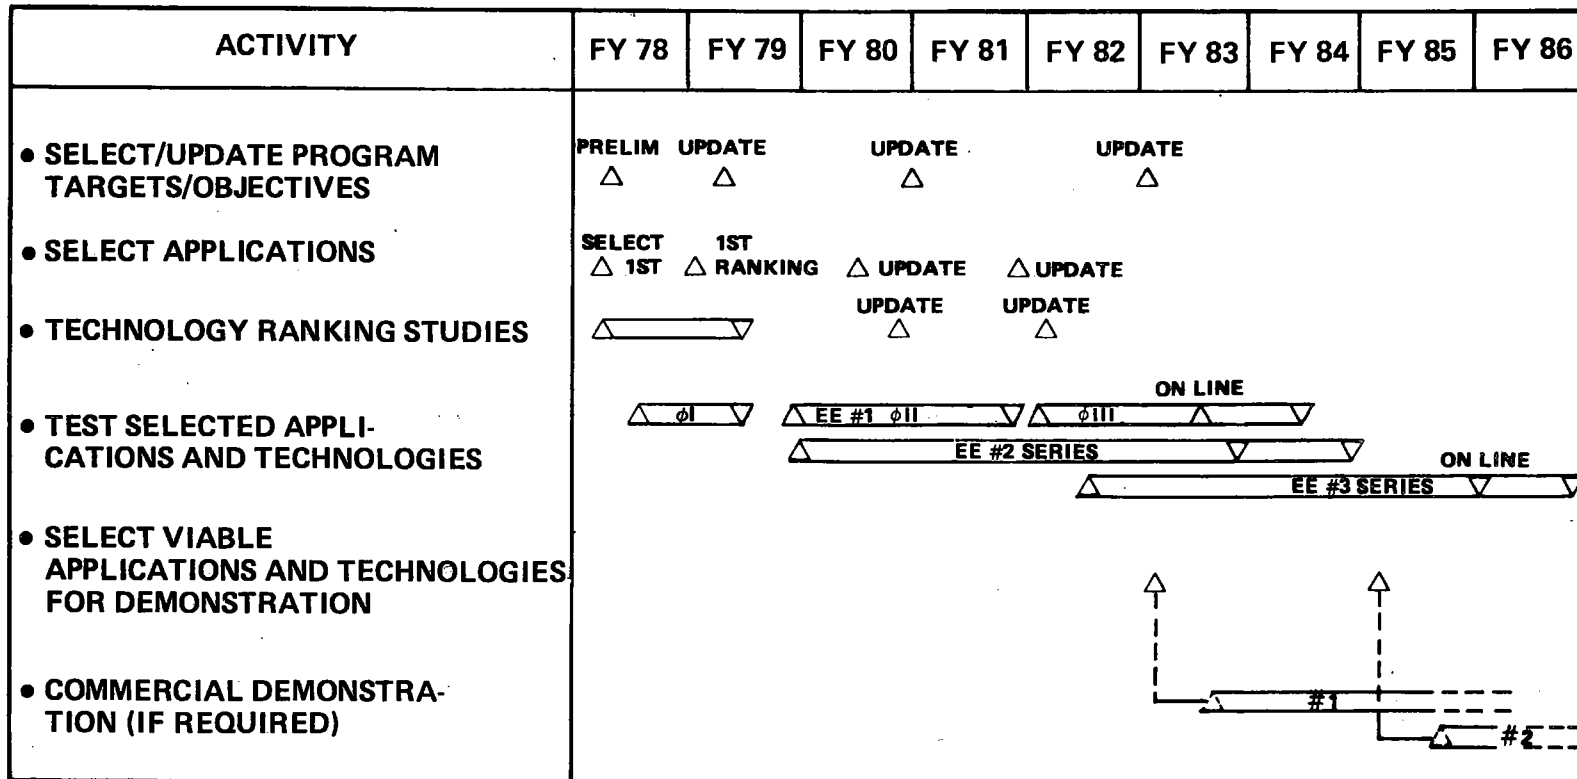 ACTIVITY FY 78 FY 79 FY 80 FY 81 FY 82 FY 83 FY 84 FY 85 FY 86
• SELECT/UPDATE PROGRAM
TARGETS/OBJECTIVES
PRELIM UPDATE UPDATE UPDATE
• SELECT APPLICATIONS
SELECT 1ST
1ST RANKING UPDATE UPDATE
• TECHNOLOGY RANKING STUDIES
UPDATE UPDATE
• TEST SELECTED APPLI-
CATIONS AND TECHNOLOGIES
ON LINE
φI EE #1 φII φIII
EE #2 SERIES
ON LINE
EE #3 SERIES
• SELECT VIABLE
APPLICATIONS AND TECHNOLOGIES
FOR DEMONSTRATION
• COMMERCIAL DEMONSTRA-
TION (IF REQUIRED)
#1
#2